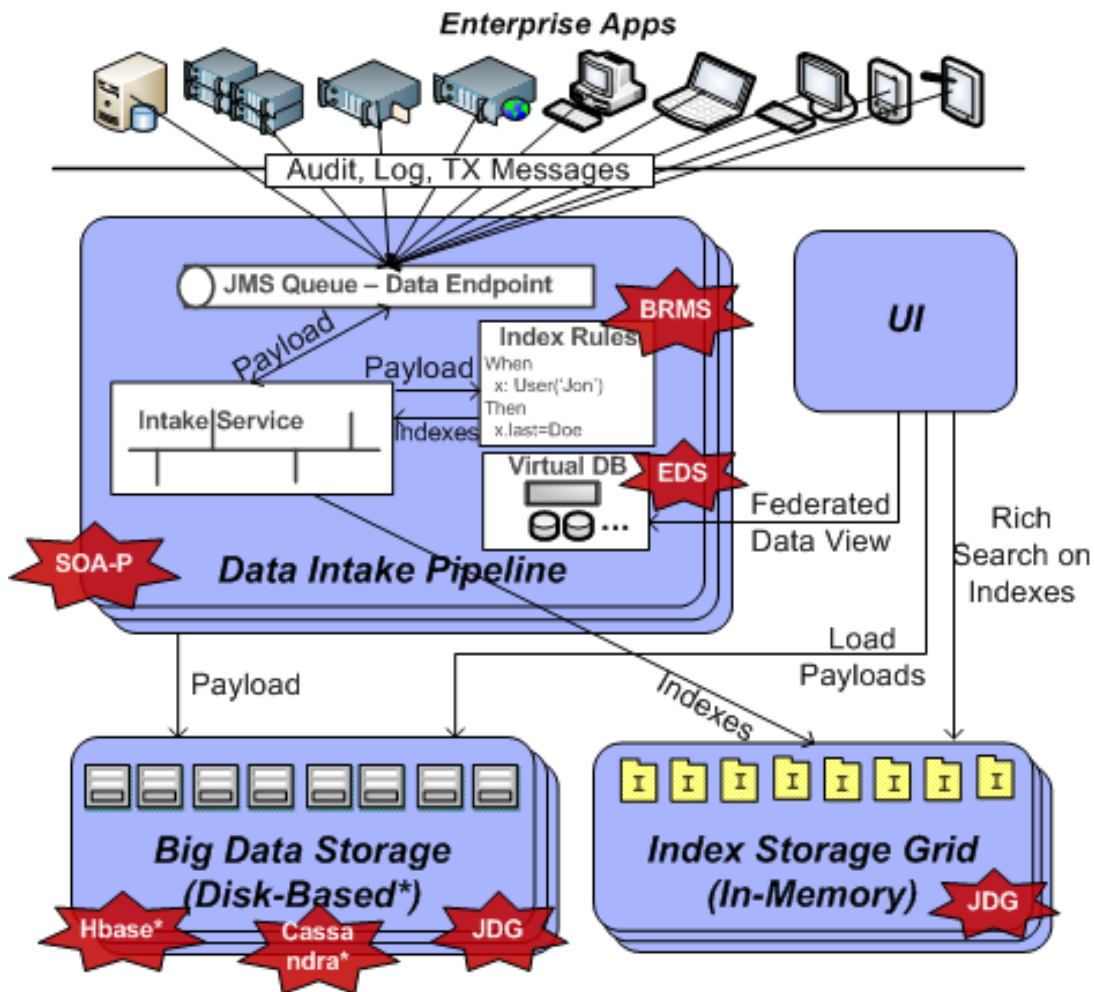 Enterprise Apps
Audit, Log, TX Messages
JMS Queue – Data Endpoint
BRMS
UI
Payload
Payload
Indexes
Index Rules
When
x: User('Jon')
Then
x.last=Doe
Intake Service
Virtual DB
...
EDS
Federated
Data View
Rich
Search on
Indexes
SOA-P
Data Intake Pipeline
Load
Payloads
Payload
Indexes
Big Data Storage
(Disk-Based*)
Hbase*
Cassa
ndra*
JDG
I I I I I I I I
Index Storage Grid
(In-Memory)
JDG